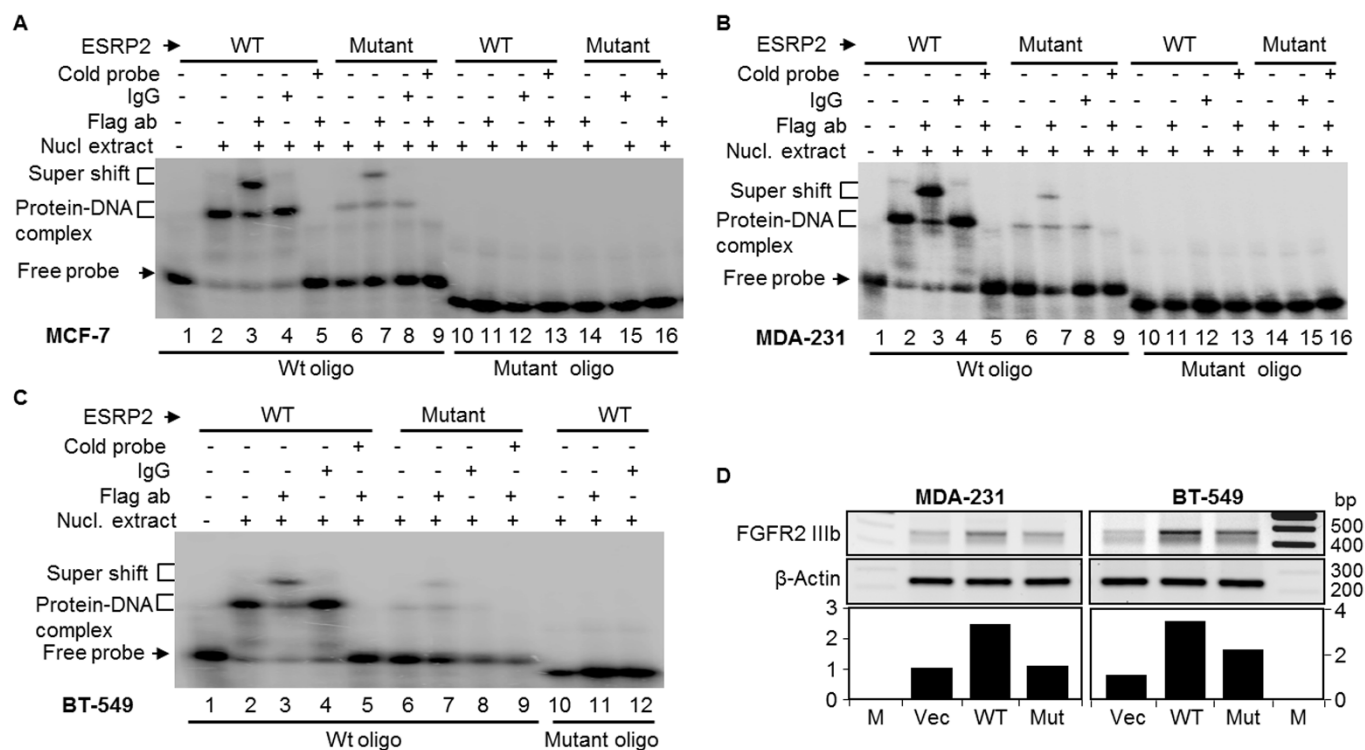 A
ESRP2 WT Mutant WT Mutant
Cold probe - - - - + - - - + - - - + - - +
IgG - - - + - - - + - - - + - - + -
Flag ab - - + - + - + - + - + - + - - +
Nucl extract - + + + + + + + + + + + + + + +
Super shift
Protein-DNA
complex
Free probe
MCF-7 1 2 3 4 5 6 7 8 9 10 11 12 13 14 15 16
Wt oligo Mutant oligo
B
ESRP2 WT Mutant WT Mutant
Cold probe - - - - + - - - + - - - + - - +
IgG - - - + - - - + - - - + - - + -
Flag ab - - + - + - + - + - + - + + - +
Nucl. extract - + + + + + + + + + + + + + + +
Super shift
Protein-DNA
complex
Free probe
MDA-231 1 2 3 4 5 6 7 8 9 10 11 12 13 14 15 16
Wt oligo Mutant oligo
C
ESRP2 WT Mutant WT
Cold probe - - - - + - - - + - - -
IgG - - - + - - - + - - - +
Flag ab - - + - + - + - + - + -
Nucl. extract - + + + + + + + + + + +
Super shift
Protein-DNA
complex
Free probe
BT-549 1 2 3 4 5 6 7 8 9 10 11 12
Wt oligo Mutant oligo
D
MDA-231 BT-549 bp
FGFR2 IIIb 500
400
β-Actin 300
200
3 4
2
1 2
0 0
M Vec WT Mut Vec WT Mut M